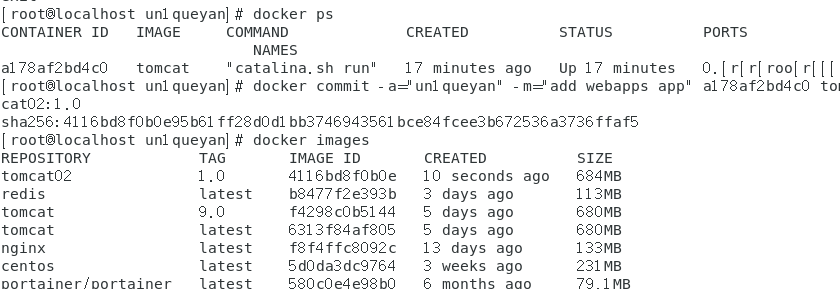 [root@localhost un1queyan]# docker ps
CONTAINER ID IMAGE COMMAND CREATED STATUS PORTS
NAMES
a178af2bd4c0 tomcat "catalina.sh run" 17 minutes ago Up 17 minutes 0.[r[r[roo[r[[[
[root@localhost un1queyan]# docker commit -a="un1queyan" -m="add webapps app" a178af2bd4c0 tom
cat02:1.0
sha256:4116bd8f0b0e95b61ff28d0d1bb3746943561bce84fcee3b672536a3736ffaf5
[root@localhost un1queyan]# docker images
REPOSITORY TAG IMAGE ID CREATED SIZE
tomcat02 1.0 4116bd8f0b0e 10 seconds ago 684MB
redis latest b8477f2e393b 3 days ago 113MB
tomcat 9.0 f4298c0b5144 5 days ago 680MB
tomcat latest 6313f84af805 5 days ago 680MB
nginx latest f8f4ffc8092c 13 days ago 133MB
centos latest 5d0da3dc9764 3 weeks ago 231MB
portainer/portainer latest 580c0e4e98b0 6 months ago 79.1MB